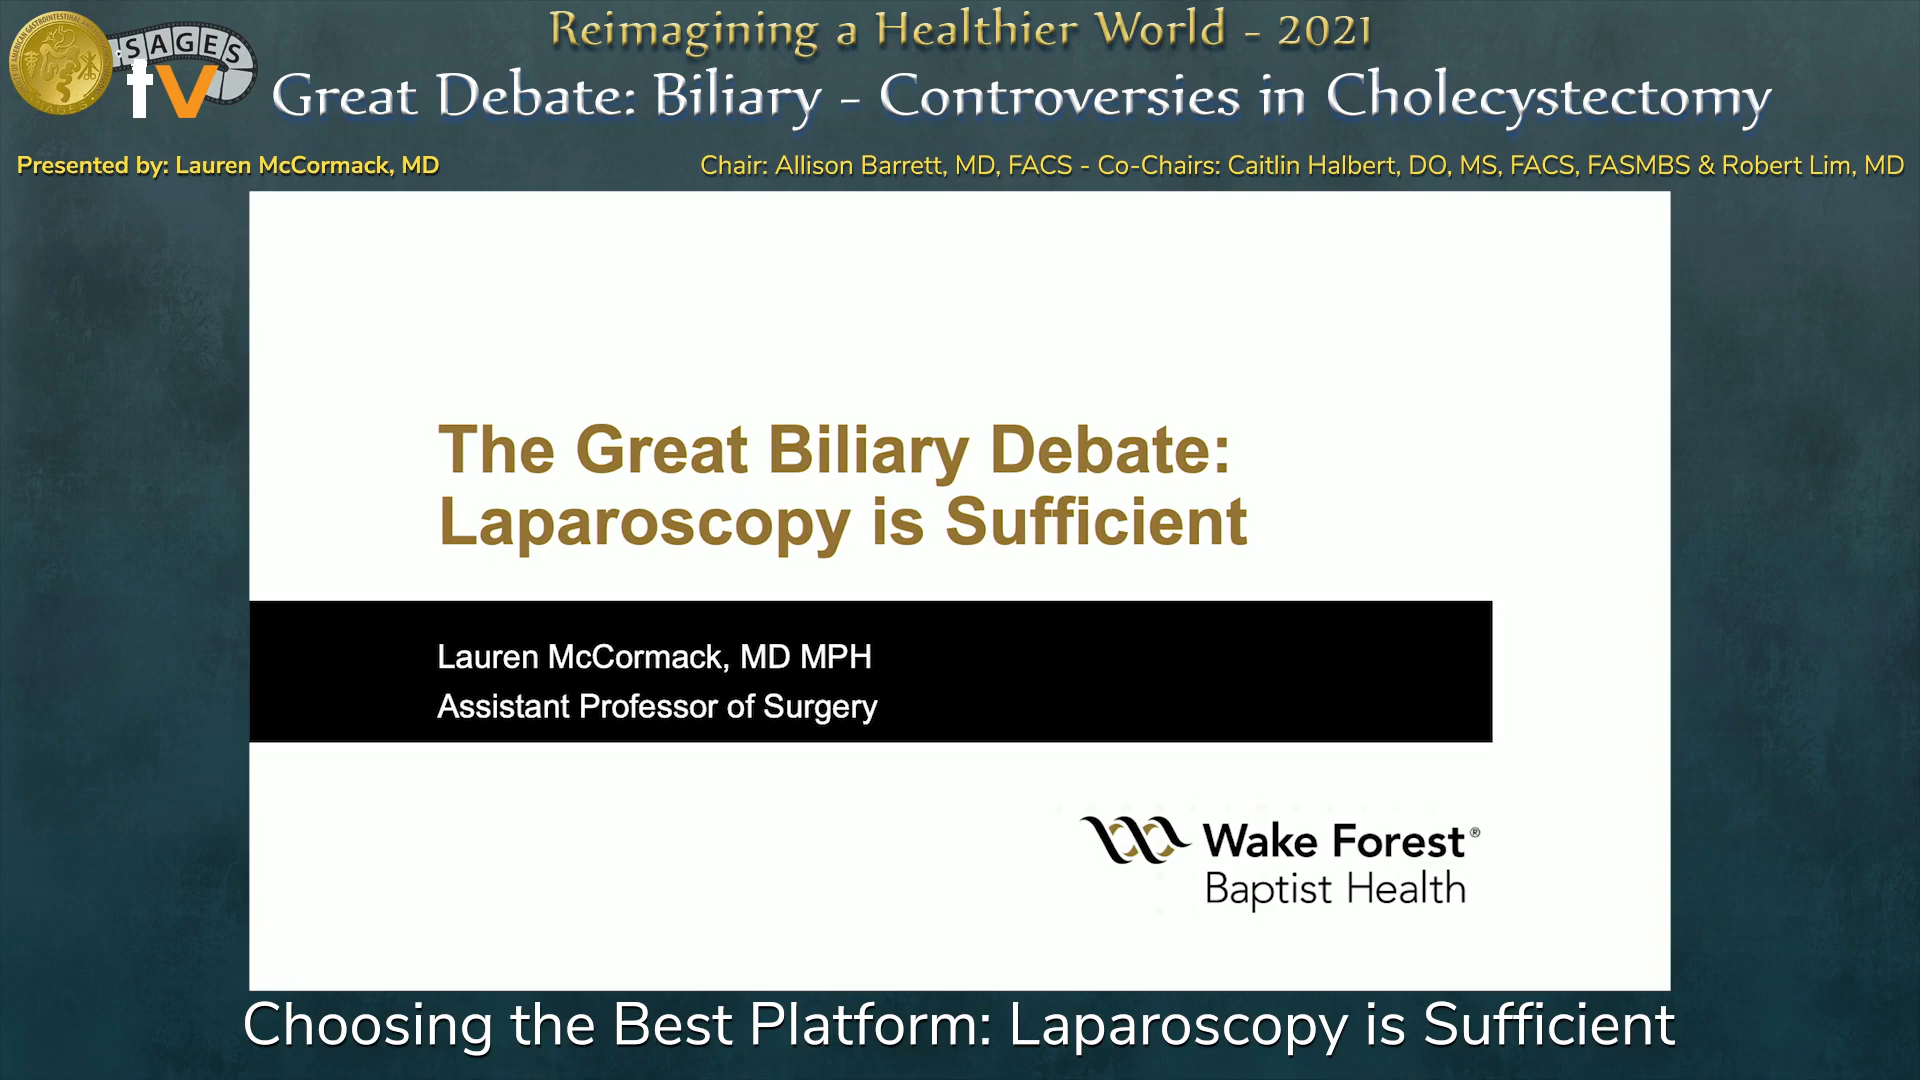 Reimagining a Healthier World - 2021
SAGES
tv
Great Debate: Biliary - Controversies in Cholecystectomy
Presented by: Lauren McCormack, MD
Chair: Allison Barrett, MD, FACS - Co-Chairs: Caitlin Halbert, DO, MS, FACS, FASMBS & Robert Lim, MD
The Great Biliary Debate:
Laparoscopy is Sufficient
Lauren McCormack, MD MPH
Assistant Professor of Surgery
Wake Forest®
Baptist Health
Choosing the Best Platform: Laparoscopy is Sufficient